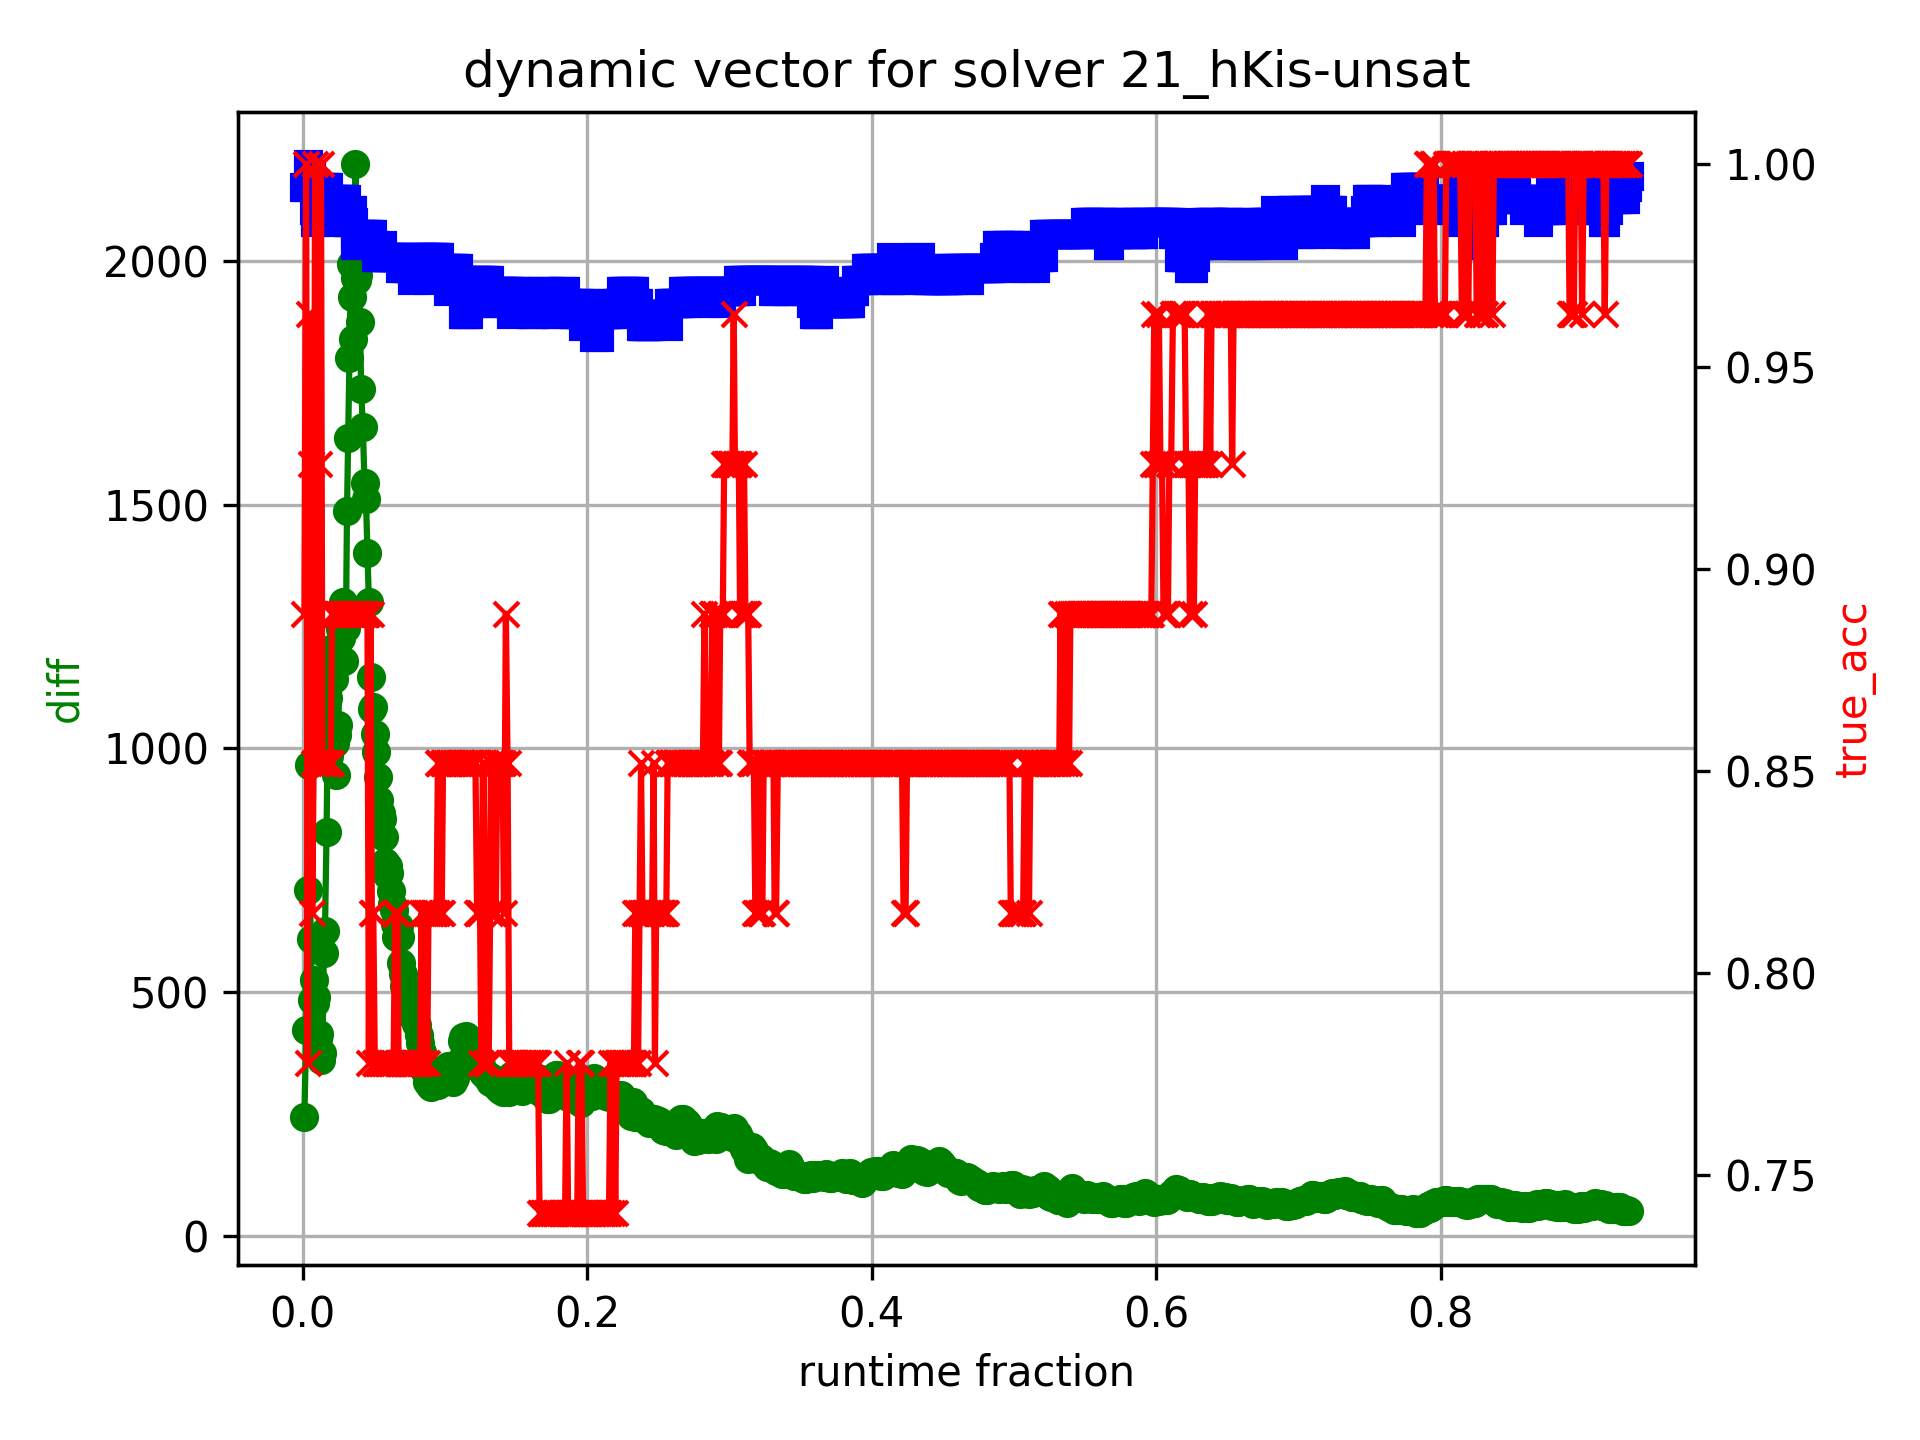 dynamic vector for solver 21_hKis-unsat
diff
2000
1500
1000
500
0
1.00
0.95
0.90
0.85
0.80
0.75
true_acc
0.0 0.2 0.4 0.6 0.8
runtime fraction